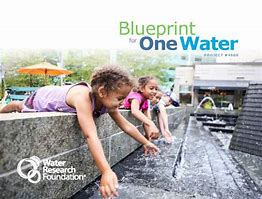 Blueprint
for One Water
PROJECT #4660
Water
Research
Foundation